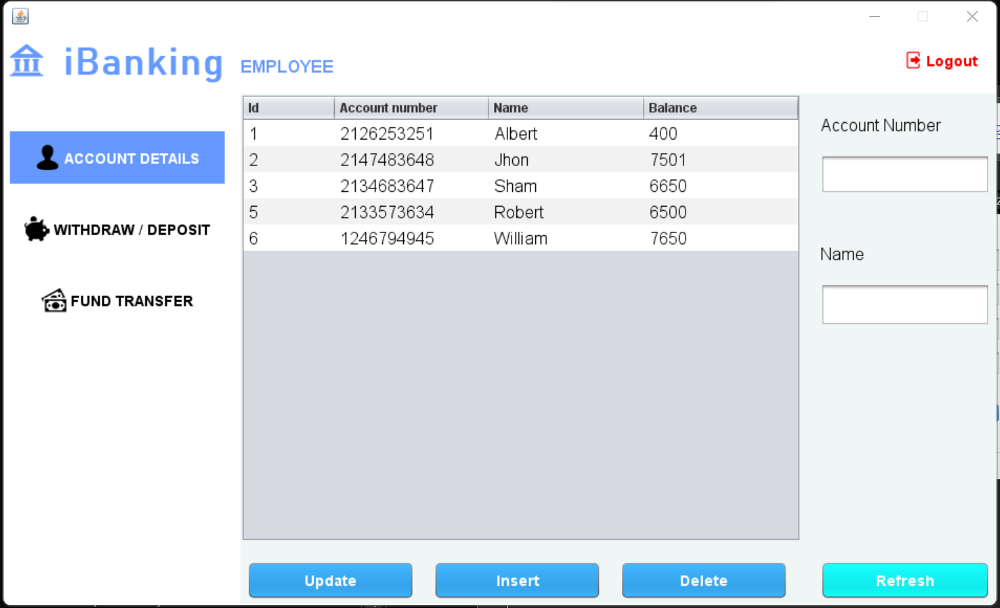 iBanking EMPLOYEE
Logout
ACCOUNT DETAILS
WITHDRAW / DEPOSIT
FUND TRANSFER
Id Account number Name Balance
1 2126253251 Albert 400
2 2147483648 Jhon 7501
3 2134683647 Sham 6650
5 2133573634 Robert 6500
6 1246794945 William 7650
Account Number
Name
Update Insert Delete Refresh